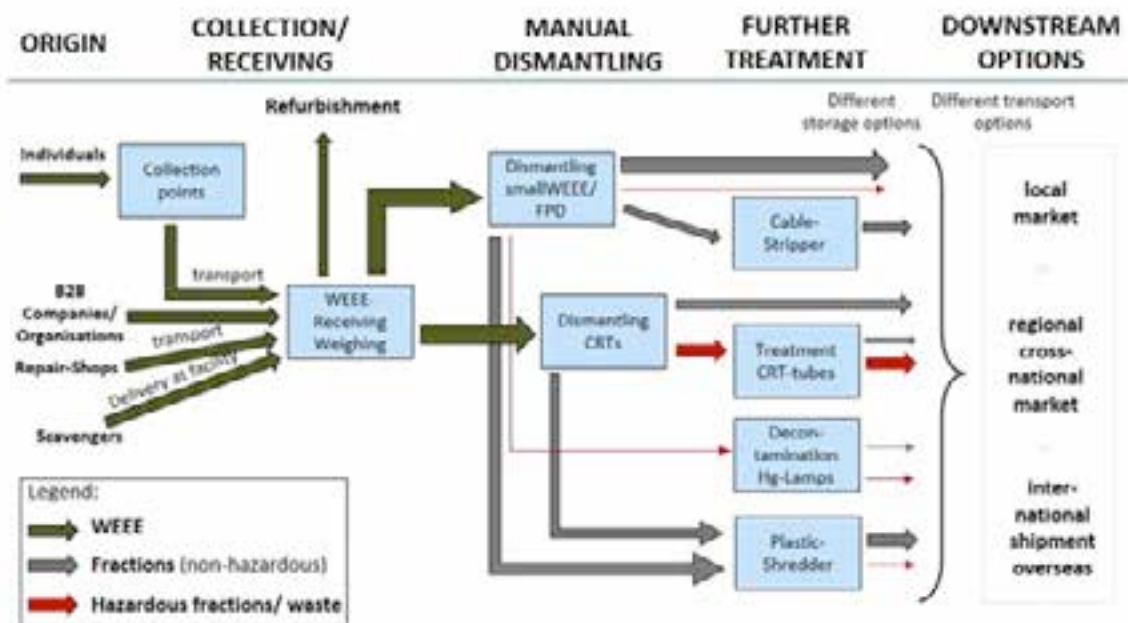 ORIGIN
COLLECTION/
RECEIVING
MANUAL
DISMANTLING
FURTHER
TREATMENT
DOWNSTREAM
OPTIONS
Refurbishment
Different
storage options
Different transport
options
Individuals
Collection
points
transport
B2B
Companies/
Organisations
transport
Repair-Shops
Delivery at facility
Scavengers
WEEE
Receiving
Weighing
Dismantling
smallWEEE/
FPD
Dismantling
CRTs
Cable-
Stripper
Treatment
CRT-tubes
Decon-
tamination
Hg-Lamps
Plastic-
Shredder
local
market
...
regional
cross-
national
market
...
inter-
national
shipment
overseas
Legend:
WEEE
Fractions (non-hazardous)
Hazardous fractions/ waste